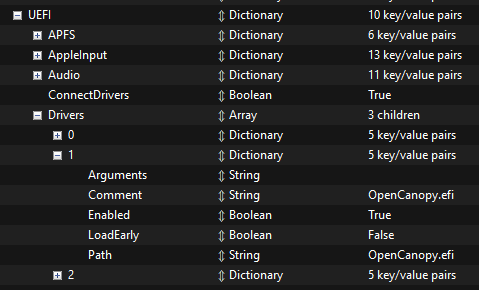 UEFI Dictionary 10 key/value pairs
APFS Dictionary 6 key/value pairs
AppleInput Dictionary 13 key/value pairs
Audio Dictionary 11 key/value pairs
ConnectDrivers Boolean True
Drivers Array 3 children
0 Dictionary 5 key/value pairs
1 Dictionary 5 key/value pairs
Arguments String
Comment String OpenCanopy.efi
Enabled Boolean True
LoadEarly Boolean False
Path String OpenCanopy.efi
2 Dictionary 5 key/value pairs